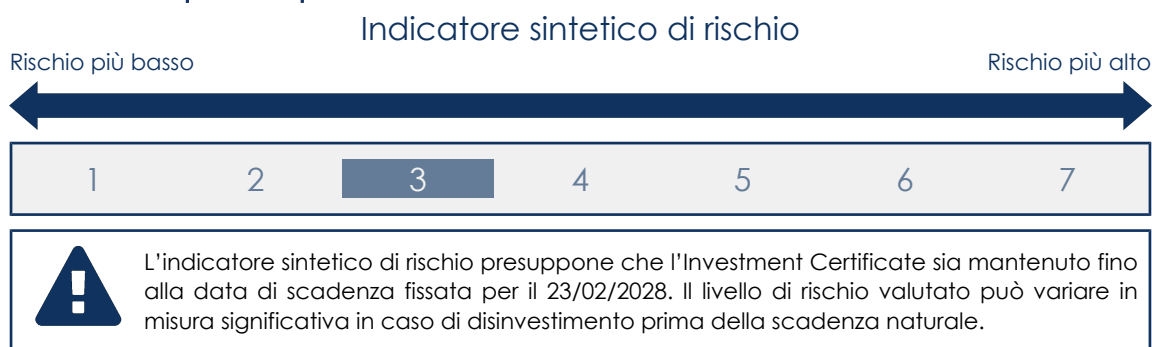 Indicatore sintetico di rischio
Rischio più basso
Rischio più alto
1 2 3 4 5 6 7
L'indicatore sintetico di rischio presuppone che l'Investment Certificate sia mantenuto fino
alla data di scadenza fissata per il 23/02/2028. Il livello di rischio valutato può variare in
misura significativa in caso di disinvestimento prima della scadenza naturale.